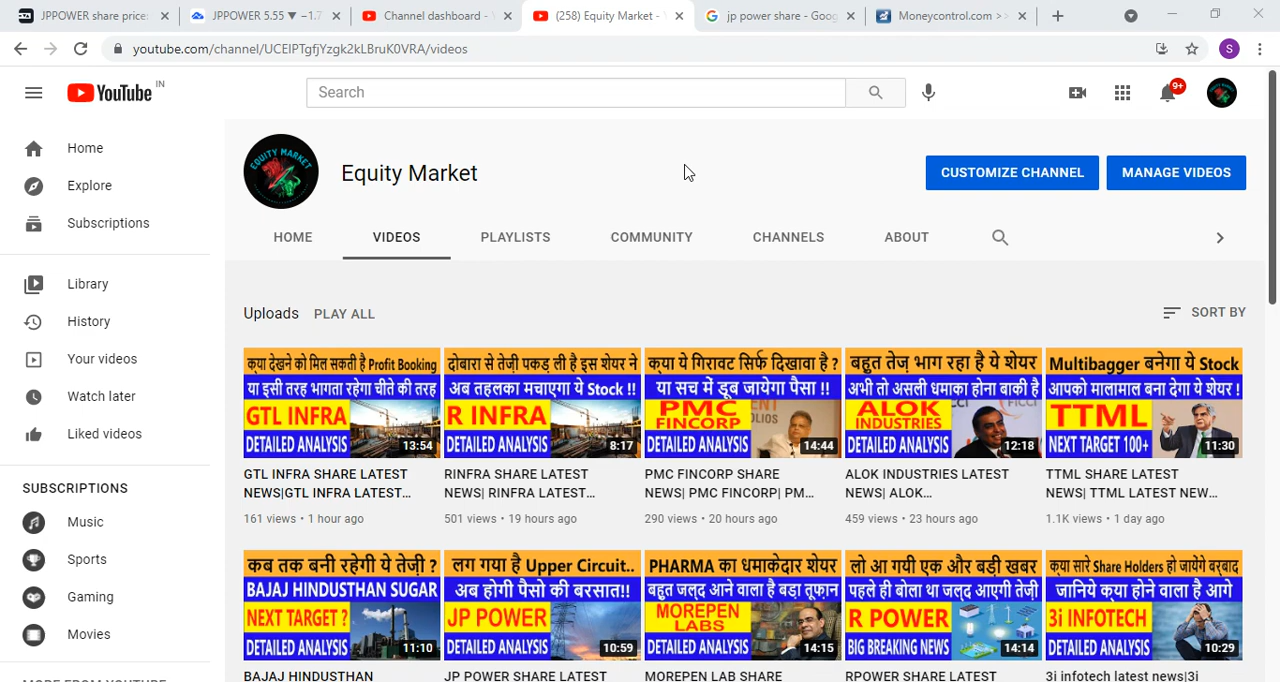 JPPOWER share price:
JPPOWER 5.55 ▼ −1.7
Channel dashboard -
(258) Equity Market -
jp power share - Goog
Moneycontrol.com >
youtube.com/channel/UCEIPTgfjYzgk2kLBruK0VRA/videos
S
YouTube IN
Search
9+
Home
Explore
Subscriptions
Library
History
Your videos
Watch later
Liked videos
SUBSCRIPTIONS
Music
Sports
Gaming
Movies
EQUITY MARKET
Equity Market
CUSTOMIZE CHANNEL
MANAGE VIDEOS
HOME
VIDEOS
PLAYLISTS
COMMUNITY
CHANNELS
ABOUT
Uploads
PLAY ALL
SORT BY
क्या देखने को मिल सकती है Profit Booking
या इसी तरह भागता रहेगा चीते की तरह
GTL INFRA
DETAILED ANALYSIS
13:54
GTL INFRA SHARE LATEST
NEWS|GTL INFRA LATEST...
161 views • 1 hour ago
दोबारा से तेज़ी पकड़ ली है इस शेयर ने
अब तहलका मचाएगा ये Stock !!
R INFRA
DETAILED ANALYSIS
8:17
RINFRA SHARE LATEST
NEWS| RINFRA LATEST...
501 views • 19 hours ago
क्या ये गिरावट सिर्फ दिखावा है ?
या सच में डूब जायेगा पैसा !!
PMC
FINCORP
DETAILED ANALYSIS
14:44
PMC FINCORP SHARE
NEWS| PMC FINCORP| PM...
290 views • 20 hours ago
बहुत तेज़ भाग रहा है ये शेयर
अभी तो असली धमाका होना बाकी है
ALOK
INDUSTRIES
DETAILED ANALYSIS
12:18
ALOK INDUSTRIES LATEST
NEWS| ALOK...
459 views • 23 hours ago
Multibagger बनेगा ये Stock
आपको मालामाल बना देगा ये शेयर !
TTML
NEXT TARGET 100+
11:30
TTML SHARE LATEST
NEWS| TTML LATEST NEW...
1.1K views • 1 day ago
कब तक बनी रहेगी ये तेज़ी ?
BAJAJ HINDUSTHAN SUGAR
NEXT TARGET ?
DETAILED ANALYSIS
11:10
BAJAJ HINDUSTHAN
लग गया है Upper Circuit..
अब होगी पैसो की बरसात!!
JP POWER
DETAILED ANALYSIS
10:59
JP POWER SHARE LATEST
PHARMA का धमाकेदार शेयर
बहुत जल्द आने वाला है बड़ा तूफ़ान
MOREPEN
LABS
DETAILED ANALYSIS
14:15
MOREPEN LAB SHARE
लो आ गयी एक और बड़ी खबर
पहले ही बोला था जल्द आएगी तेज़ी
R POWER
BIG BREAKING NEWS
14:14
RPOWER SHARE LATEST
क्या सारे Share Holders हो जायेंगे बरबाद
जानिये क्या होने वाला है आगे
3i INFOTECH
DETAILED ANALYSIS
10:29
3i infotech latest news|3i